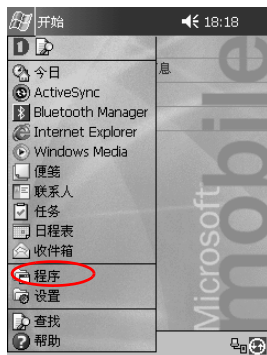 开始 18:18
今日
息
ActiveSync
Bluetooth Manager
Internet Explorer
Windows Media
便笺
联系人
任务
日程表
收件箱
程序
设置
查找
帮助
Microsoft
mobile